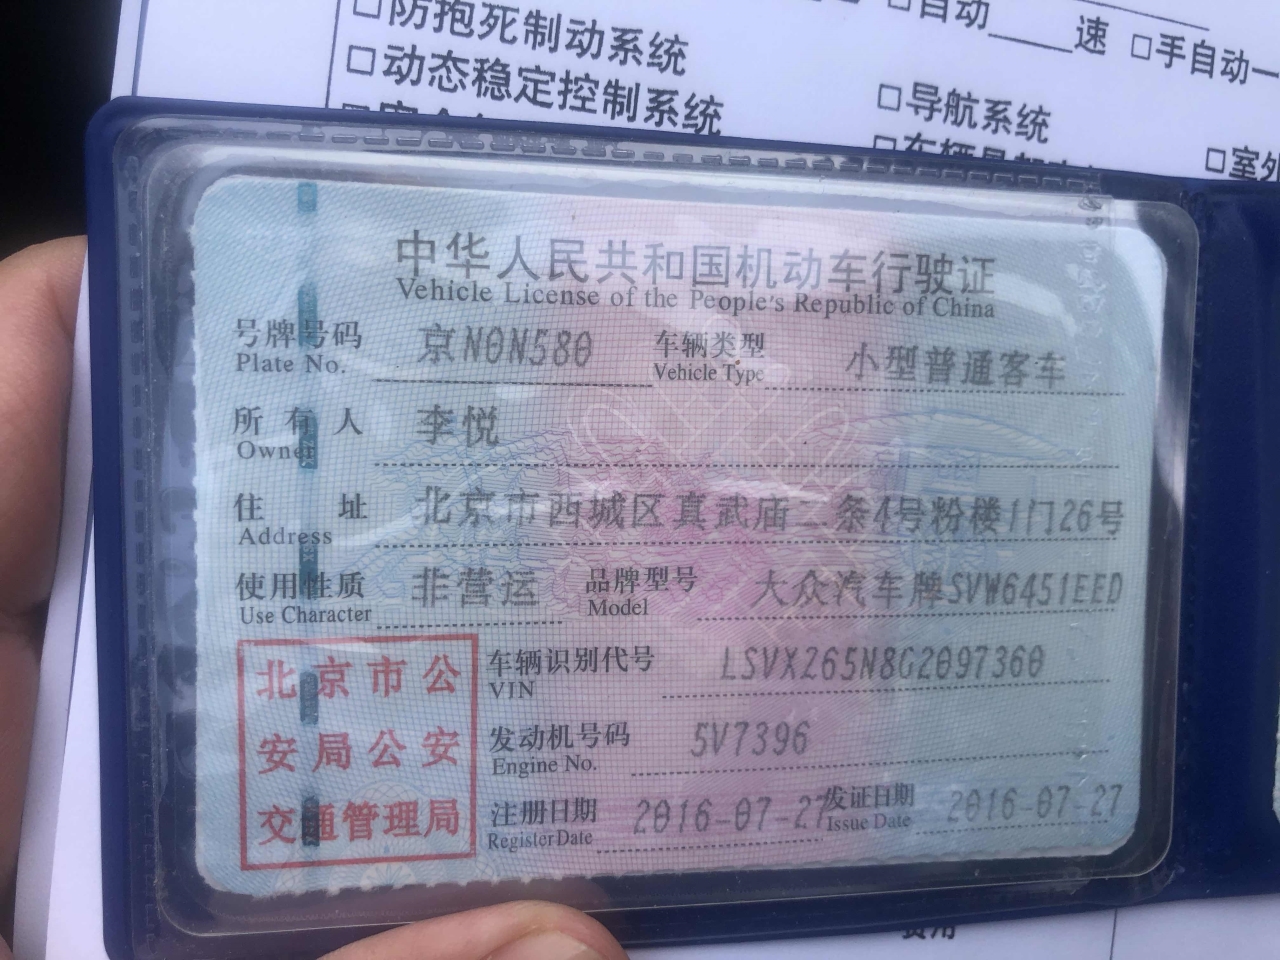 □防抱死制动系统
□自动____速 □手自动一
□动态稳定控制系统
□导航系统
□室外
中华人民共和国机动车行驶证
Vehicle License of the People's Republic of China
号牌号码 京N0N580 车辆类型 小型普通客车
Plate No. Vehicle Type
所有人 李悦
Owner
住址 北京市西城区真武庙二条4号粉楼1门26号
Address
使用性质 非营运 品牌型号 大众汽车牌SVW6451EED
Use Character Model
北京市公
安局公安
交通管理局
车辆识别代号 LSVXZ65N8G2097360
VIN
发动机号码 5V7396
Engine No.
注册日期 2016-07-27 发证日期 2016-07-27
Register Date Issue Date
费用